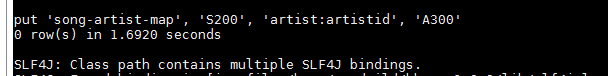 put 'song-artist-map', 'S200', 'artist:artistid', 'A300'
0 row(s) in 1.6920 seconds
SLF4J: Class path contains multiple SLF4J bindings.